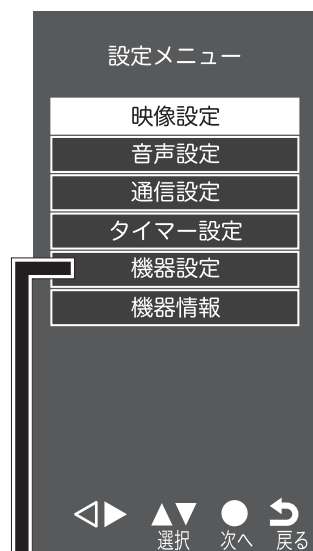 設定メニュー
映像設定
音声設定
通信設定
タイマー設定
機器設定
機器情報
選択 次へ 戻る